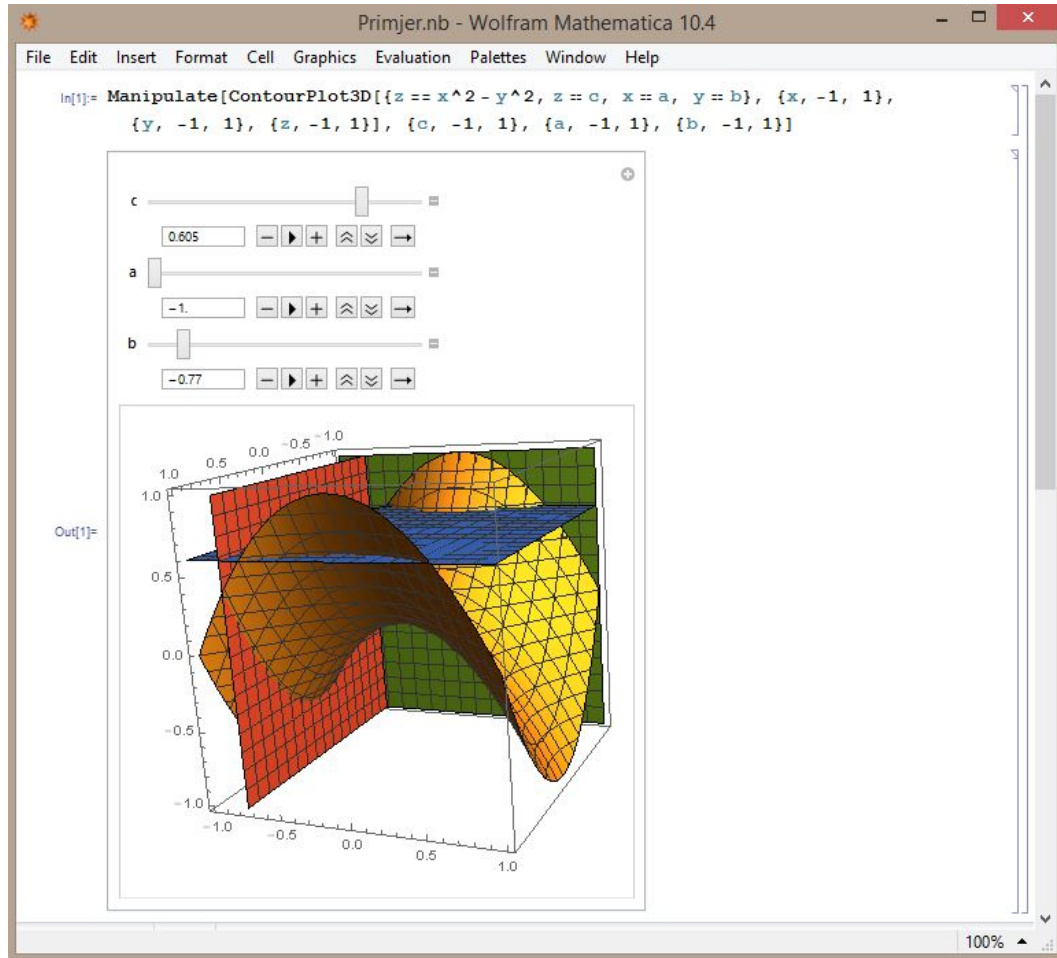 Primjer.nb - Wolfram Mathematica 10.4
File Edit Insert Format Cell Graphics Evaluation Palettes Window Help
In[1]:= Manipulate[ContourPlot3D[{z == x^2 - y^2, z == c, x == a, y == b}, {x, -1, 1},
{y, -1, 1}, {z, -1, 1}], {c, -1, 1}, {a, -1, 1}, {b, -1, 1}]
c
0.605
a
-1.
b
-0.77
Out[1]=
1.0 0.5 0.0 -0.5 -1.0
1.0
0.5
0.0
-0.5
-1.0
-1.0 -0.5 0.0 0.5 1.0
100%